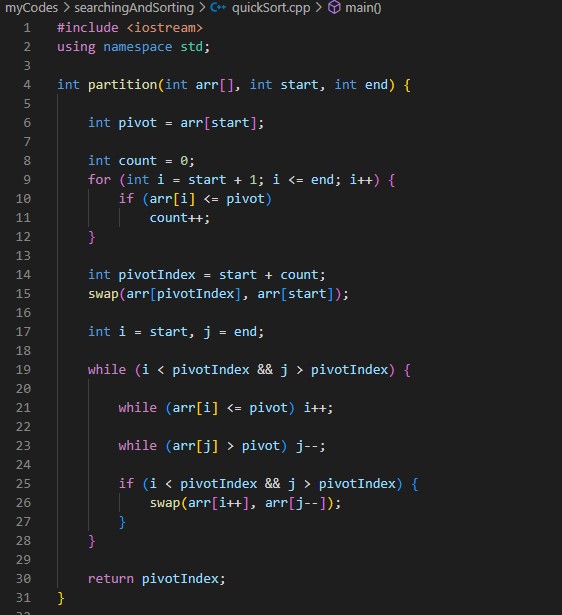 myCodes > searchingAndSorting > C++ quickSort.cpp > main()
1 #include <iostream>
2 using namespace std;
3
4 int partition(int arr[], int start, int end) {
5
6     int pivot = arr[start];
7
8     int count = 0;
9     for (int i = start + 1; i <= end; i++) {
10         if (arr[i] <= pivot)
11             count++;
12     }
13
14     int pivotIndex = start + count;
15     swap(arr[pivotIndex], arr[start]);
16
17     int i = start, j = end;
18
19     while (i < pivotIndex && j > pivotIndex) {
20
21         while (arr[i] <= pivot) i++;
22
23         while (arr[j] > pivot) j--;
24
25         if (i < pivotIndex && j > pivotIndex) {
26             swap(arr[i++], arr[j--]);
27         }
28     }
29
30     return pivotIndex;
31 }